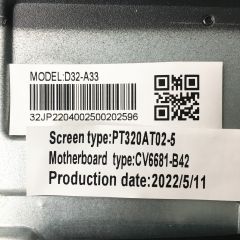 MODEL:D32-A33
32JP2204002500202596
Screen type:PT320AT02-5
Motherboard type:CV6681-B42
Production date:2022/5/11